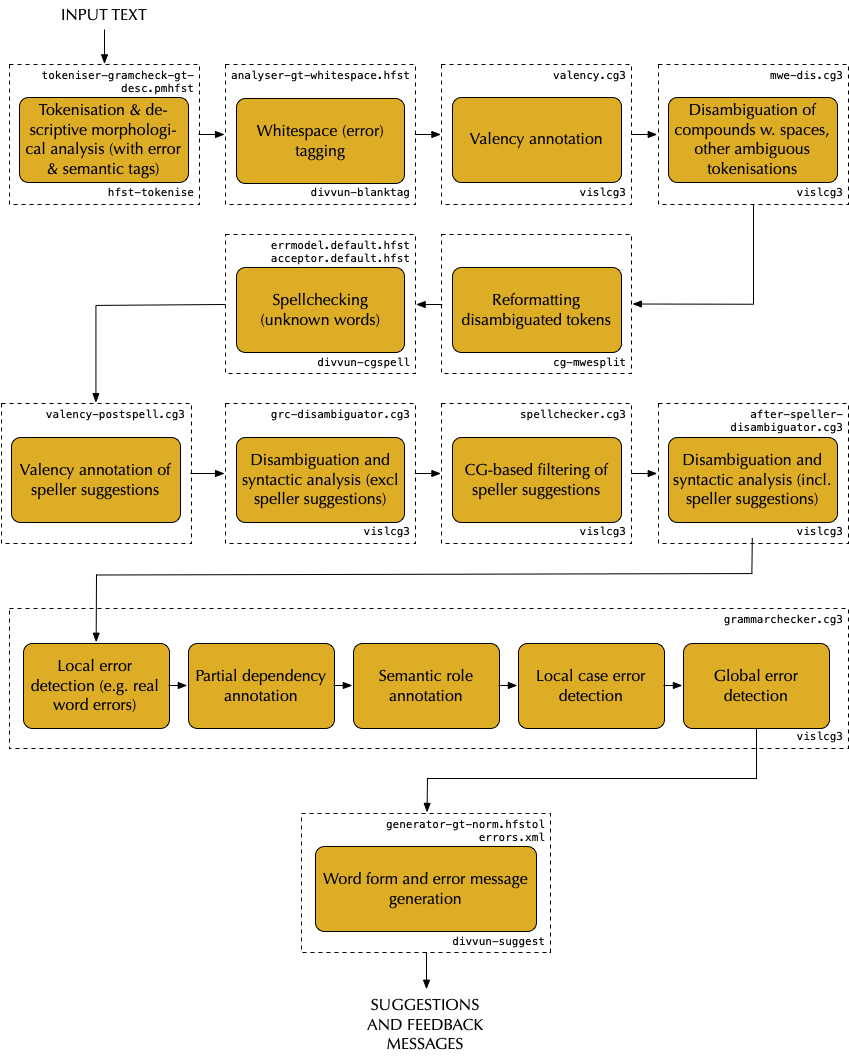 INPUT TEXT
tokeniser-gramcheck-gt-
desc.pmhfst
Tokenisation & de-
scriptive morphologi-
cal analysis (with error
& semantic tags)
hfst-tokenise
analyser-gt-whitespace.hfst
Whitespace (error)
tagging
divvun-blanktag
valency.cg3
Valency annotation
vislcg3
mwe-dis.cg3
Disambiguation of
compounds w. spaces,
other ambiguous
tokenisations
vislcg3
Reformatting
disambiguated tokens
cg-mwesplit
errmodel.default.hfst
acceptor.default.hfst
Spellchecking
(unknown words)
divvun-cgspell
valency-postspell.cg3
Valency annotation of
speller suggestions
grc-disambiguator.cg3
Disambiguation and
syntactic analysis (excl
speller suggestions)
vislcg3
spellchecker.cg3
CG-based filtering of
speller suggestions
vislcg3
after-speller-
disambiguator.cg3
Disambiguation and
syntactic analysis (incl.
speller suggestions)
vislcg3
grammarchecker.cg3
Local error
detection (e.g. real
word errors)
Partial dependency
annotation
Semantic role
annotation
Local case error
detection
Global error
detection
vislcg3
generator-gt-norm.hfstol
errors.xml
Word form and error message
generation
divvun-suggest
SUGGESTIONS
AND FEEDBACK
MESSAGES